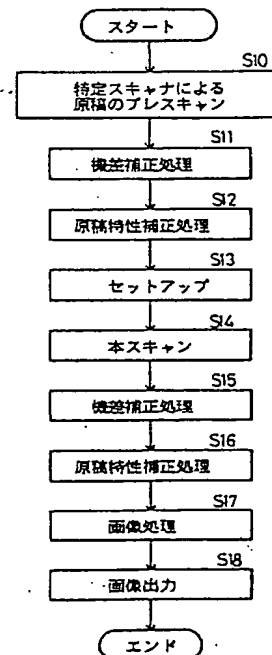 スタート
S10
特定スキャナによる
原稿のプレスキャン
S11
機差補正処理
S12
原稿特性補正処理
S13
セットアップ
S14
本スキャン
S15
機差補正処理
S16
原稿特性補正処理
S17
画像処理
S18
画像出力
エンド